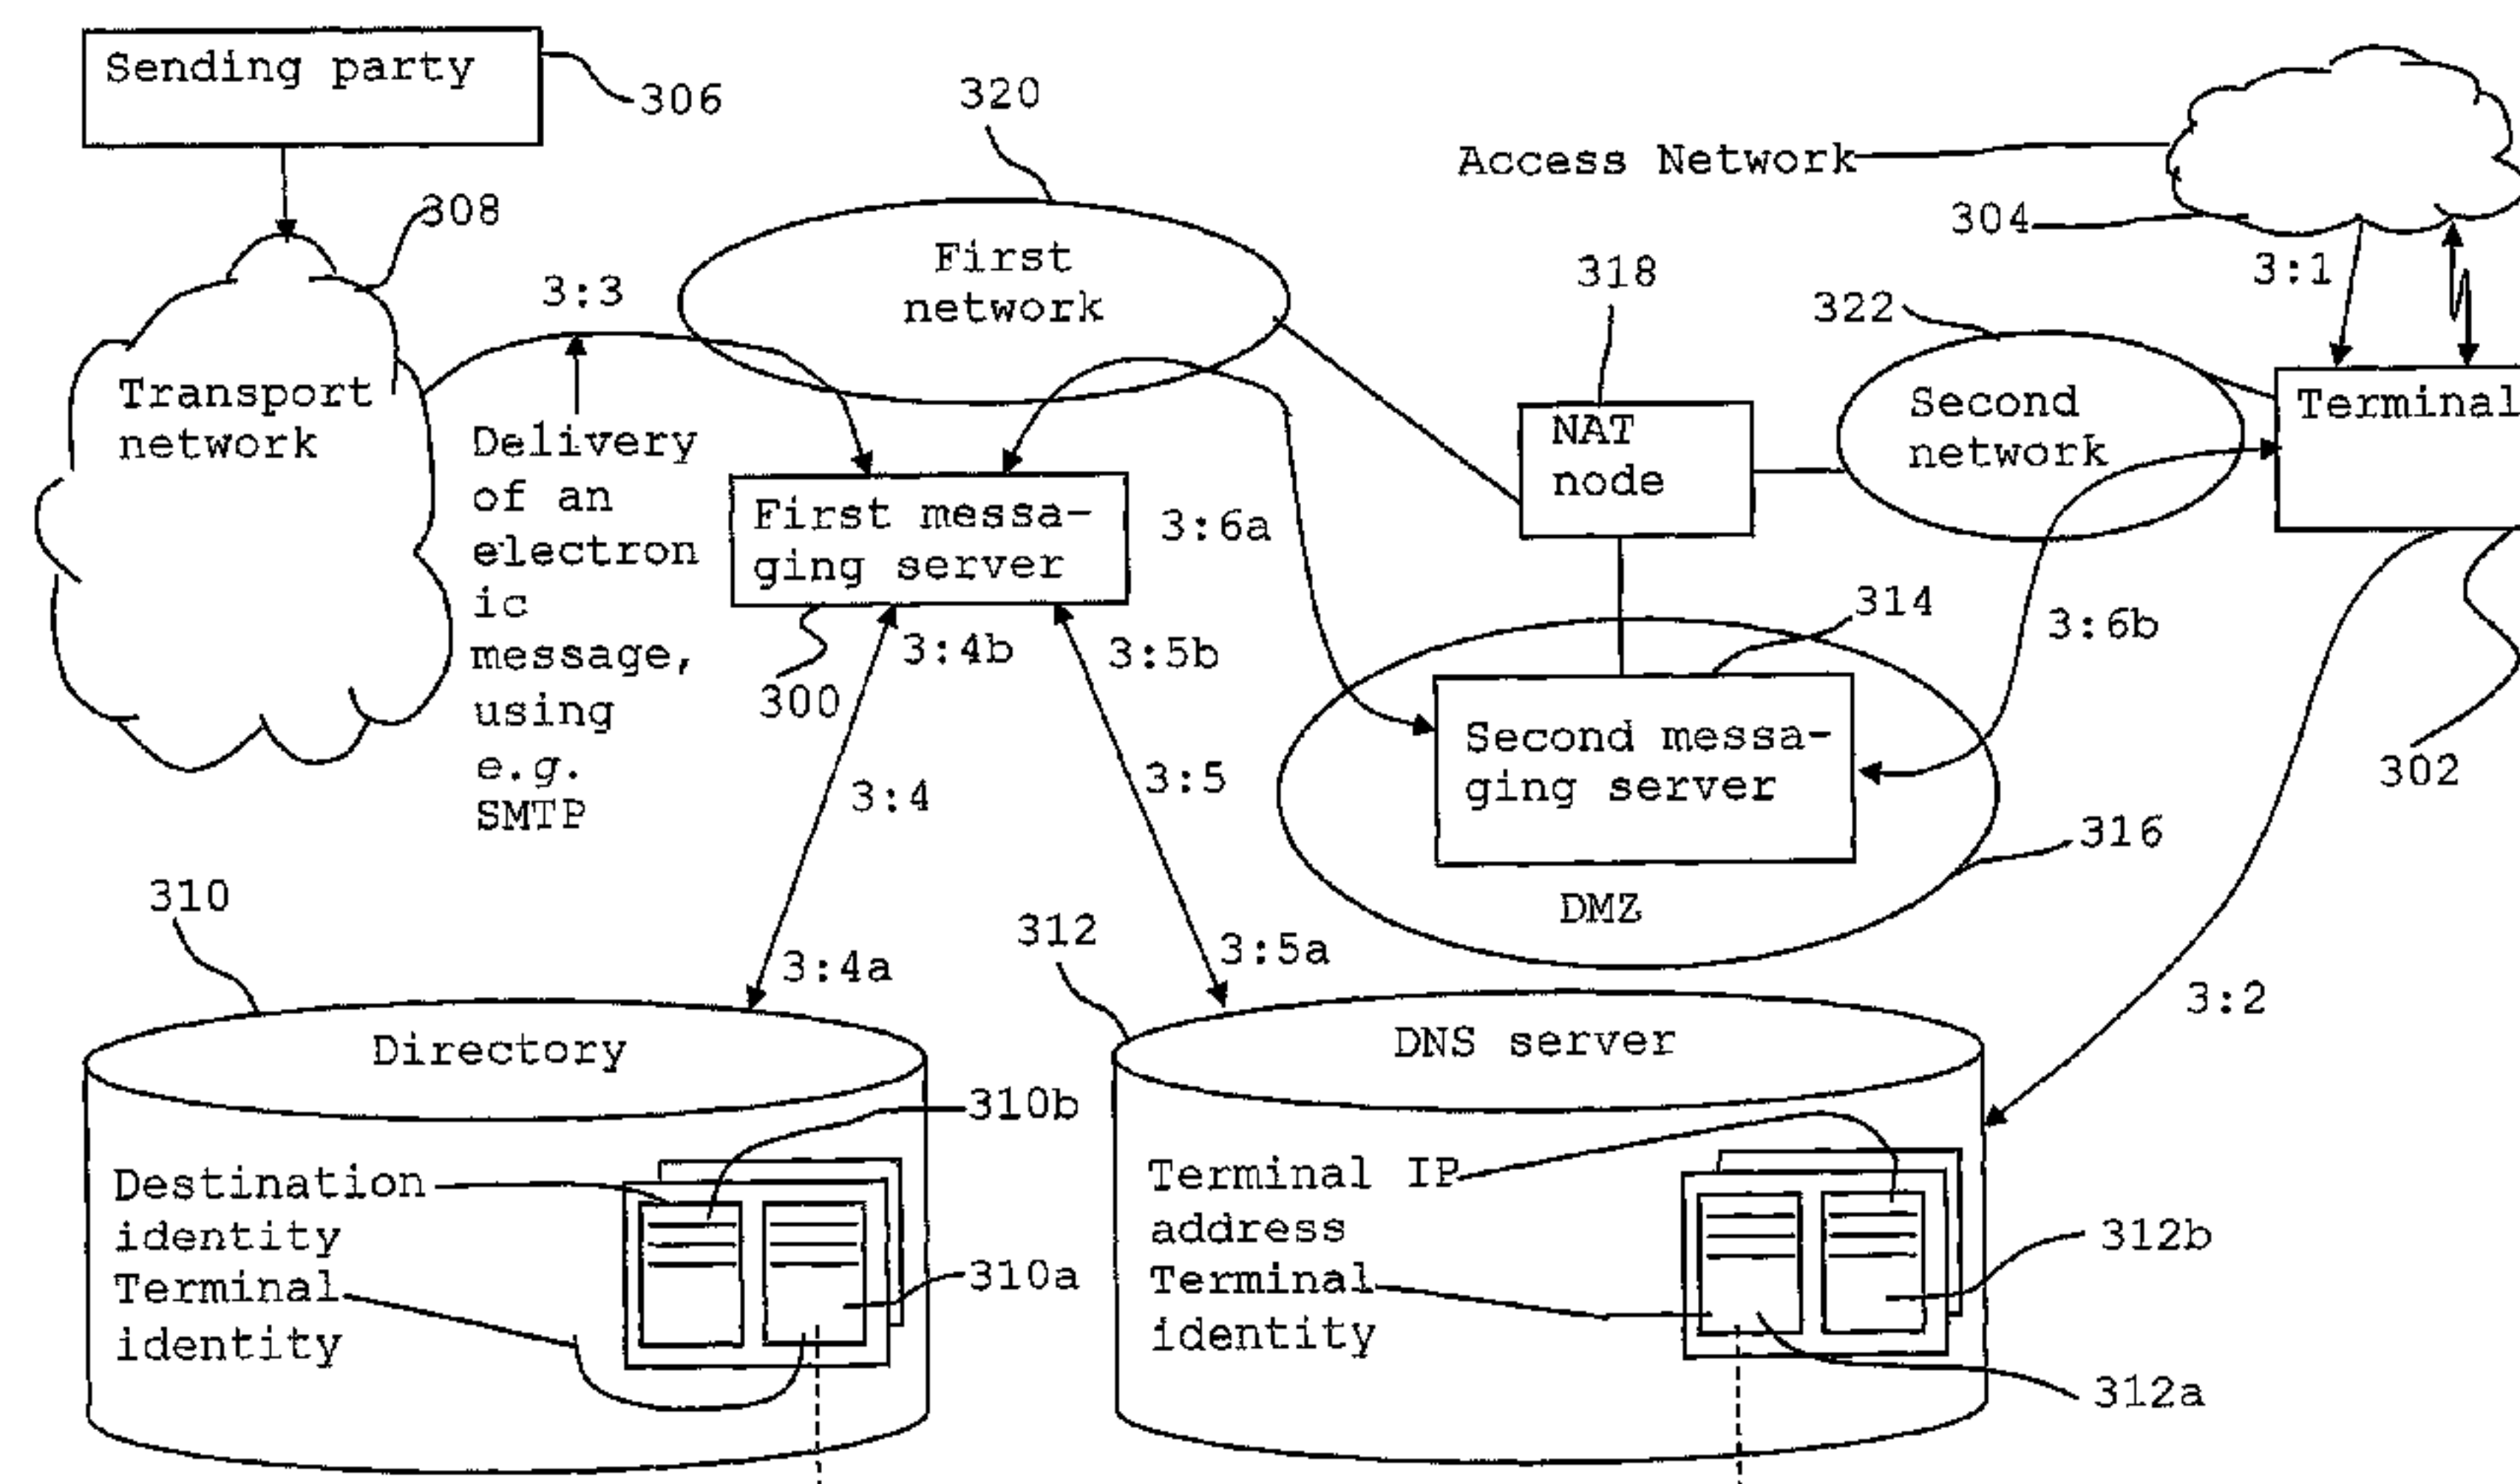 Sending party
306
320
Access Network
304
308
First
network
318
3:1
3:3
322
Transport
network
Delivery
of an
electron
ic
message,
using
e.g.
SMTP
NAT
node
Second
network
Terminal
First messa-
ging server
3:6a
314
3:6b
3:4b
3:5b
300
Second messa-
ging server
302
3:4
3:5
316
DMZ
310
312
3:5a
3:4a
3:2
Directory
DNS server
310b
Destination
identity
Terminal
identity
310a
Terminal IP
address
Terminal
identity
312b
312a